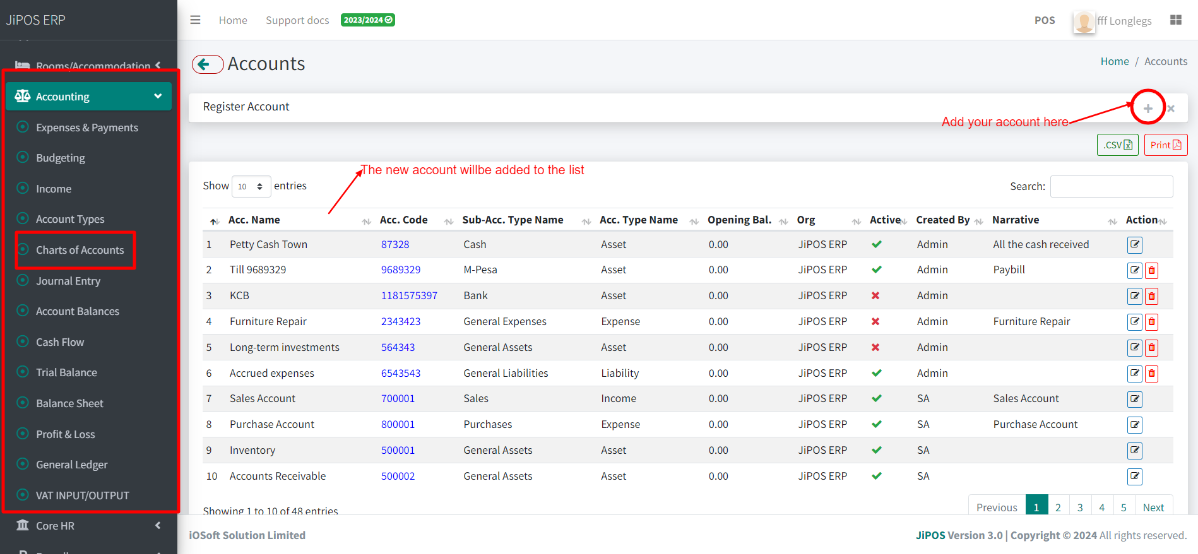 JiPOS ERP
Home Support docs 2023/2024
POS fff Longlegs
Rooms/Accommodation
Accounting
Expenses & Payments
Budgeting
Income
Account Types
Charts of Accounts
Journal Entry
Account Balances
Cash Flow
Trial Balance
Balance Sheet
Profit & Loss
General Ledger
VAT INPUT/OUTPUT
Core HR
Accounts
Home / Accounts
Register Account
Add your account here
.CSV Print
The new account willbe added to the list
Show 10 entries
Search:
Acc. Name Acc. Code Sub-Acc. Type Name Acc. Type Name Opening Bal. Org Active Created By Narrative Action
1 Petty Cash Town 87328 Cash Asset 0.00 JiPOS ERP Admin All the cash received
2 Till 9689329 9689329 M-Pesa Asset 0.00 JiPOS ERP Admin Paybill
3 KCB 1181575397 Bank Asset 0.00 JiPOS ERP Admin
4 Furniture Repair 2343423 General Expenses Expense 0.00 JiPOS ERP Admin Furniture Repair
5 Long-term investments 564343 General Assets Asset 0.00 JiPOS ERP Admin
6 Accrued expenses 6543543 General Liabilities Liability 0.00 JiPOS ERP Admin
7 Sales Account 700001 Sales Income 0.00 JiPOS ERP SA Sales Account
8 Purchase Account 800001 Purchases Expense 0.00 JiPOS ERP SA Purchase Account
9 Inventory 500001 General Assets Asset 0.00 JiPOS ERP SA
10 Accounts Receivable 500002 General Assets Asset 0.00 JiPOS ERP SA
Showing 1 to 10 of 48 entries
Previous 1 2 3 4 5 Next
iOSoft Solution Limited
JiPOS Version 3.0 | Copyright © 2024 All rights reserved.